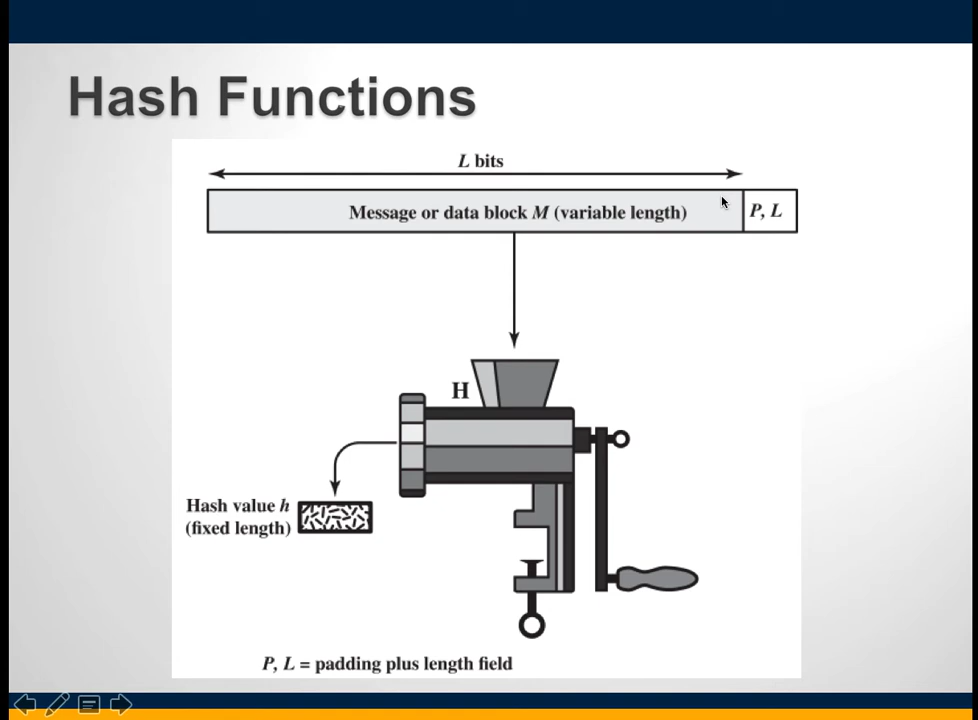 Hash Functions
L bits
Message or data block M (variable length)
P, L
H
Hash value h
(fixed length)
P, L = padding plus length field